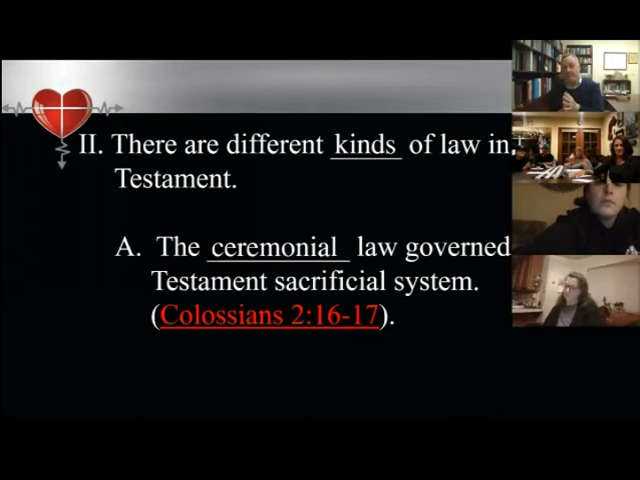 II. There are different kinds of law in
Testament.
A. The ceremonial law governed
Testament sacrificial system.
(Colossians 2:16-17).